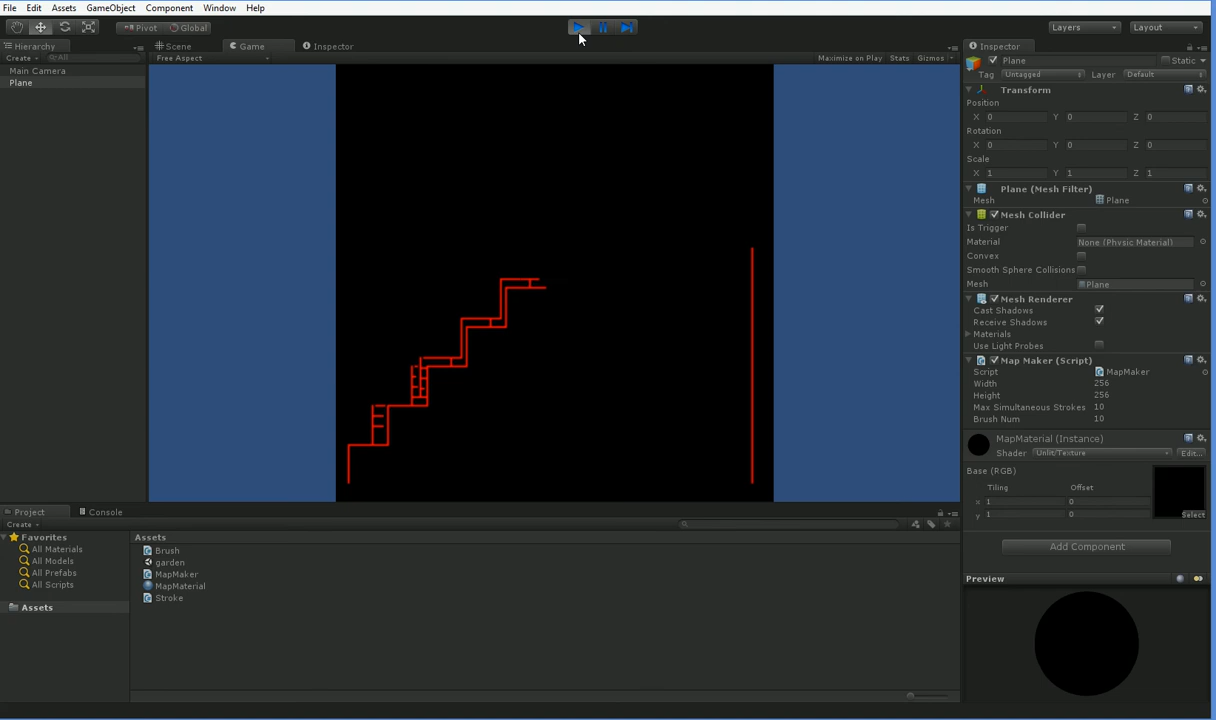 File Edit Assets GameObject Component Window Help
Pivot Global Layers Layout
Hierarchy Scene Game Inspector Inspector
Create All Free Aspect Maximize on Play Stats Gizmos Plane Static
Main Camera
Plane
Tag Untagged Layer Default
Transform
Position
X 0 Y 0 Z 0
Rotation
X 0 Y 0 Z 0
Scale
X 1 Y 1 Z 1
Plane (Mesh Filter)
Mesh Plane
Mesh Collider
Is Trigger
Material None (Physic Material)
Convex
Smooth Sphere Collisions
Mesh Plane
Mesh Renderer
Cast Shadows
Receive Shadows
Materials
Use Light Probes
Map Maker (Script)
Script MapMaker
Width 256
Height 256
Max Simultaneous Strokes 10
Brush Num 10
MapMaterial (Instance)
Shader Unlit/Texture Edit...
Base (RGB)
Tiling Offset
x 1 0
y 1 0 Select
Add Component
Preview
Project Console
Create
Favorites
All Materials
All Models
All Prefabs
All Scripts
Assets
Assets
Brush
garden
MapMaker
MapMaterial
Stroke